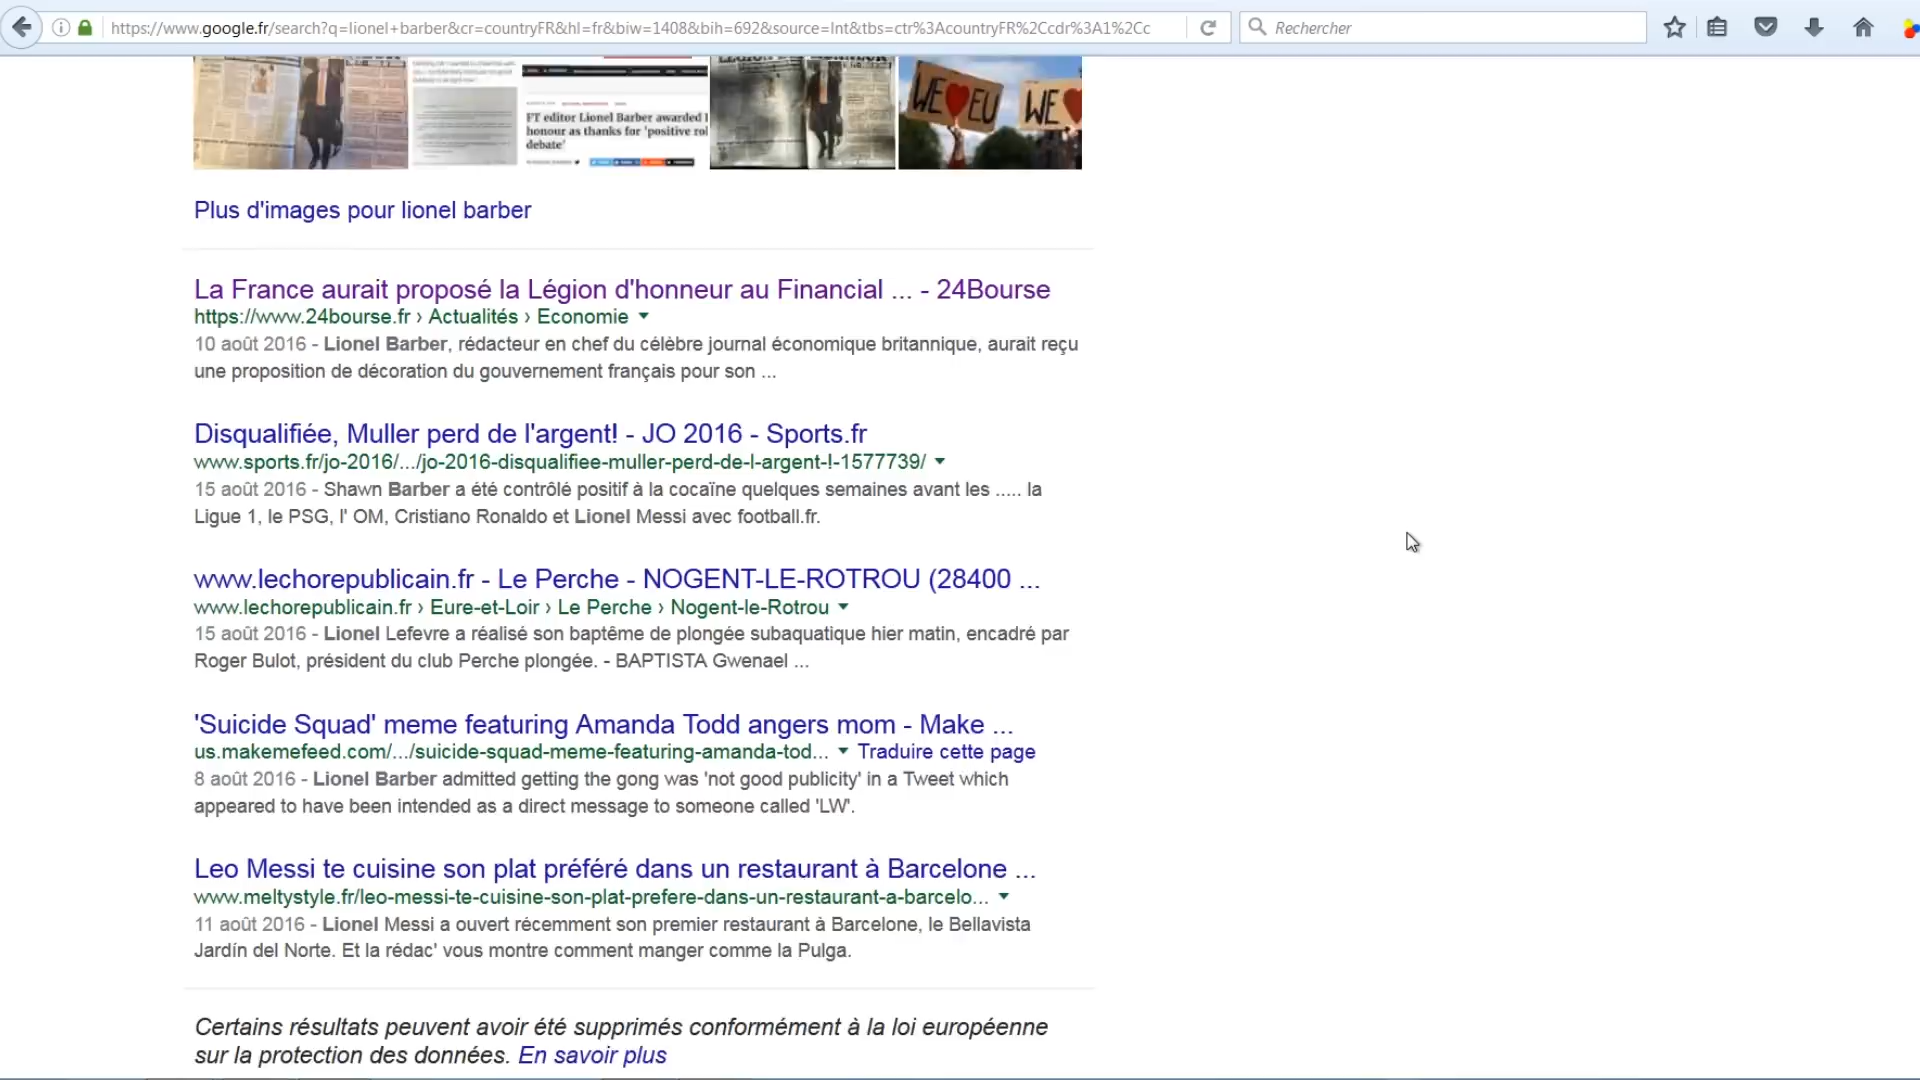 https://www.google.fr/search?q=lionel+barber&cr=countryFR&hl=fr&biw=1408&bih=692&source=lnt&tbs=ctr%3AcountryFR%2Ccdr%3A1%2Cc
Rechercher
FT editor Lionel Barber awarded
honour as thanks for 'positive rol
debate'
WE EU
WE
Plus d'images pour lionel barber
La France aurait proposé la Légion d'honneur au Financial ... - 24Bourse
https://www.24bourse.fr › Actualités › Economie
10 août 2016 - Lionel Barber, rédacteur en chef du célèbre journal économique britannique, aurait reçu
une proposition de décoration du gouvernement français pour son ...
Disqualifiée, Muller perd de l'argent! - JO 2016 - Sports.fr
www.sports.fr/jo-2016/.../jo-2016-disqualifiee-muller-perd-de-l-argent-!-1577739/
15 août 2016 - Shawn Barber a été contrôlé positif à la cocaïne quelques semaines avant les ..... la
Ligue 1, le PSG, l' OM, Cristiano Ronaldo et Lionel Messi avec football.fr.
www.lechorepublicain.fr - Le Perche - NOGENT-LE-ROTROU (28400 ...
www.lechorepublicain.fr › Eure-et-Loir › Le Perche › Nogent-le-Rotrou
15 août 2016 - Lionel Lefevre a réalisé son baptême de plongée subaquatique hier matin, encadré par
Roger Bulot, président du club Perche plongée. - BAPTISTA Gwenael ...
'Suicide Squad' meme featuring Amanda Todd angers mom - Make ...
us.makemefeed.com/.../suicide-squad-meme-featuring-amanda-tod... Traduire cette page
8 août 2016 - Lionel Barber admitted getting the gong was 'not good publicity' in a Tweet which
appeared to have been intended as a direct message to someone called 'LW'.
Leo Messi te cuisine son plat préféré dans un restaurant à Barcelone ...
www.meltystyle.fr/leo-messi-te-cuisine-son-plat-prefere-dans-un-restaurant-a-barcelo...
11 août 2016 - Lionel Messi a ouvert récemment son premier restaurant à Barcelone, le Bellavista
Jardín del Norte. Et la rédac' vous montre comment manger comme la Pulga.
Certains résultats peuvent avoir été supprimés conformément à la loi européenne
sur la protection des données. En savoir plus